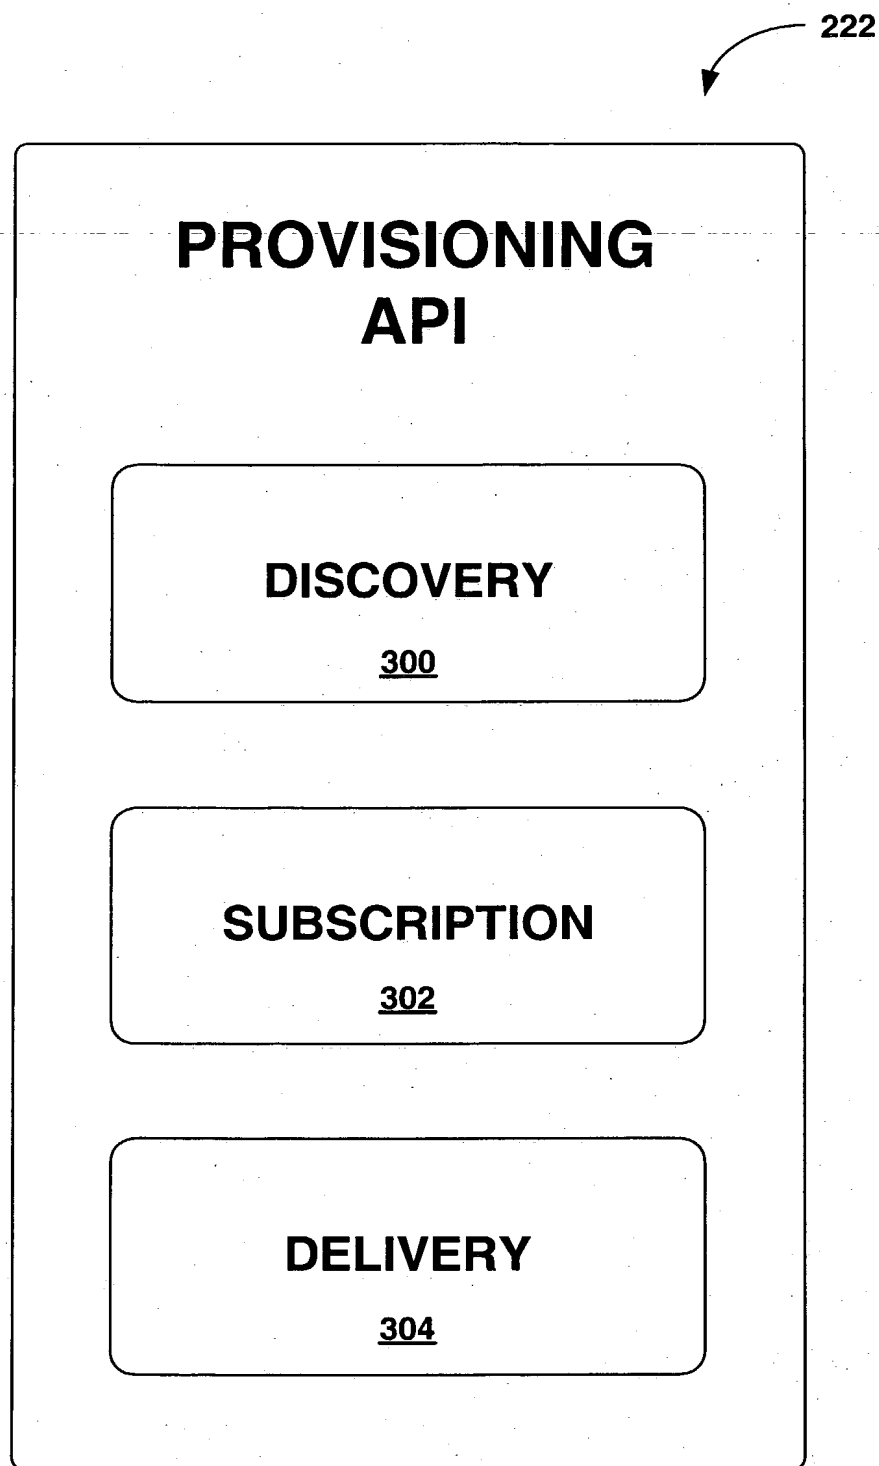 222
PROVISIONING
API
DISCOVERY
300
SUBSCRIPTION
302
DELIVERY
304